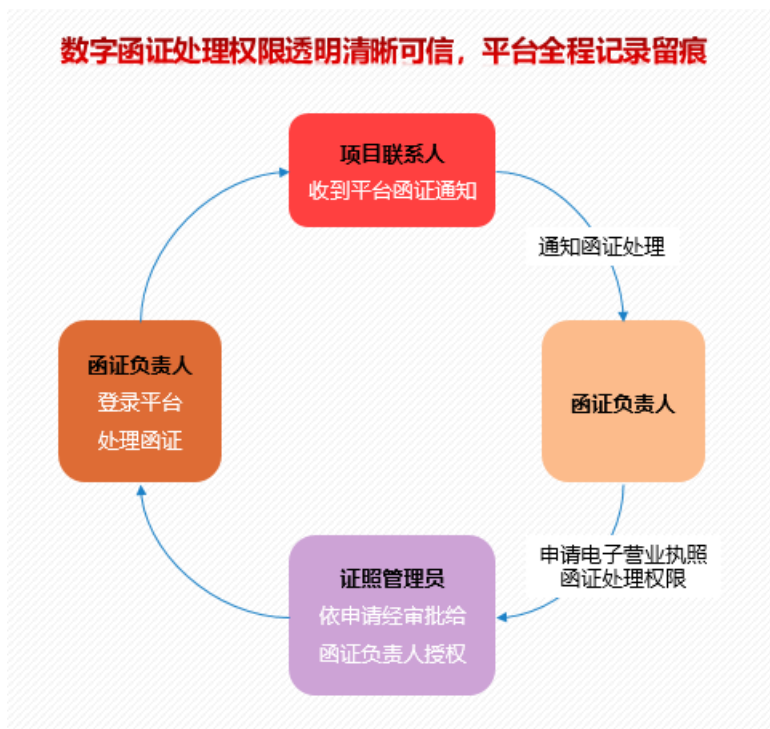 数字函证处理权限透明清晰可信，平台全程记录留痕
项目联系人
收到平台函证通知
通知函证处理
函证负责人
登录平台
处理函证
函证负责人
申请电子营业执照
函证处理权限
证照管理员
依申请经审批给
函证负责人授权